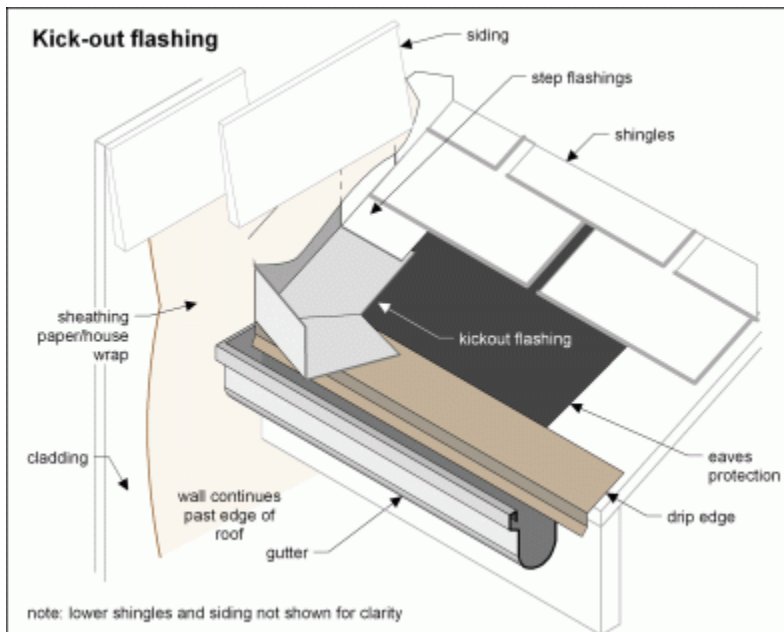 Kick-out flashing
siding
step flashings
shingles
sheathing
paper/house
wrap
kickout flashing
cladding
eaves
protection
wall continues
past edge of
roof
drip edge
gutter
note: lower shingles and siding not shown for clarity